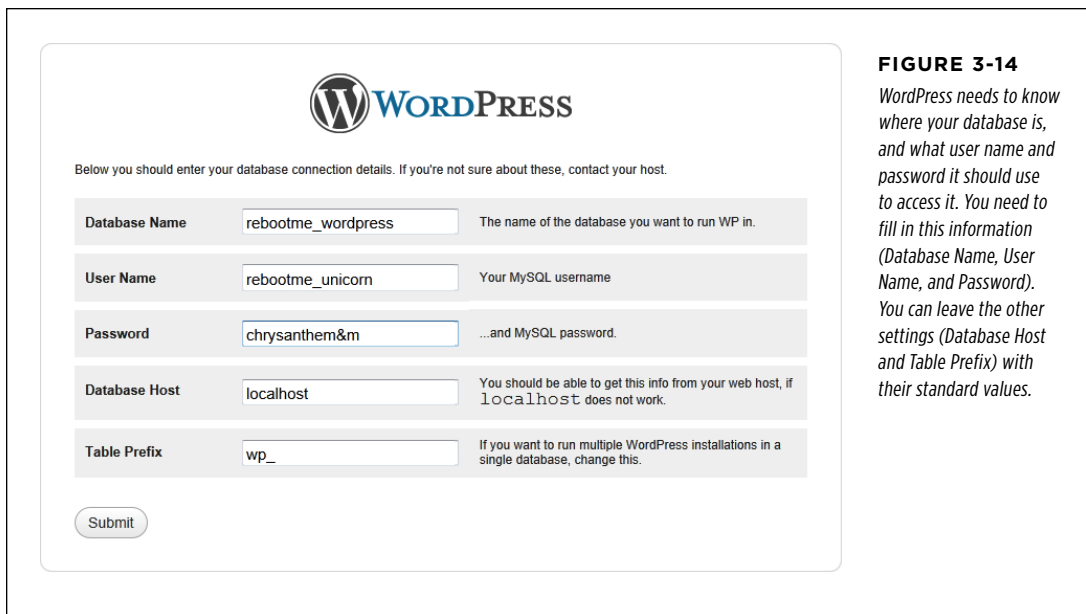 WORDPRESS
Below you should enter your database connection details. If you're not sure about these, contact your host.
Database Name
rebootme_wordpress
The name of the database you want to run WP in.
User Name
rebootme_unicorn
Your MySQL username
Password
chrysanthem&m
...and MySQL password.
Database Host
localhost
You should be able to get this info from your web host, if
localhost does not work.
Table Prefix
wp_
If you want to run multiple WordPress installations in a
single database, change this.
Submit
FIGURE 3-14
WordPress needs to know
where your database is,
and what user name and
password it should use
to access it. You need to
fill in this information
(Database Name, User
Name, and Password).
You can leave the other
settings (Database Host
and Table Prefix) with
their standard values.